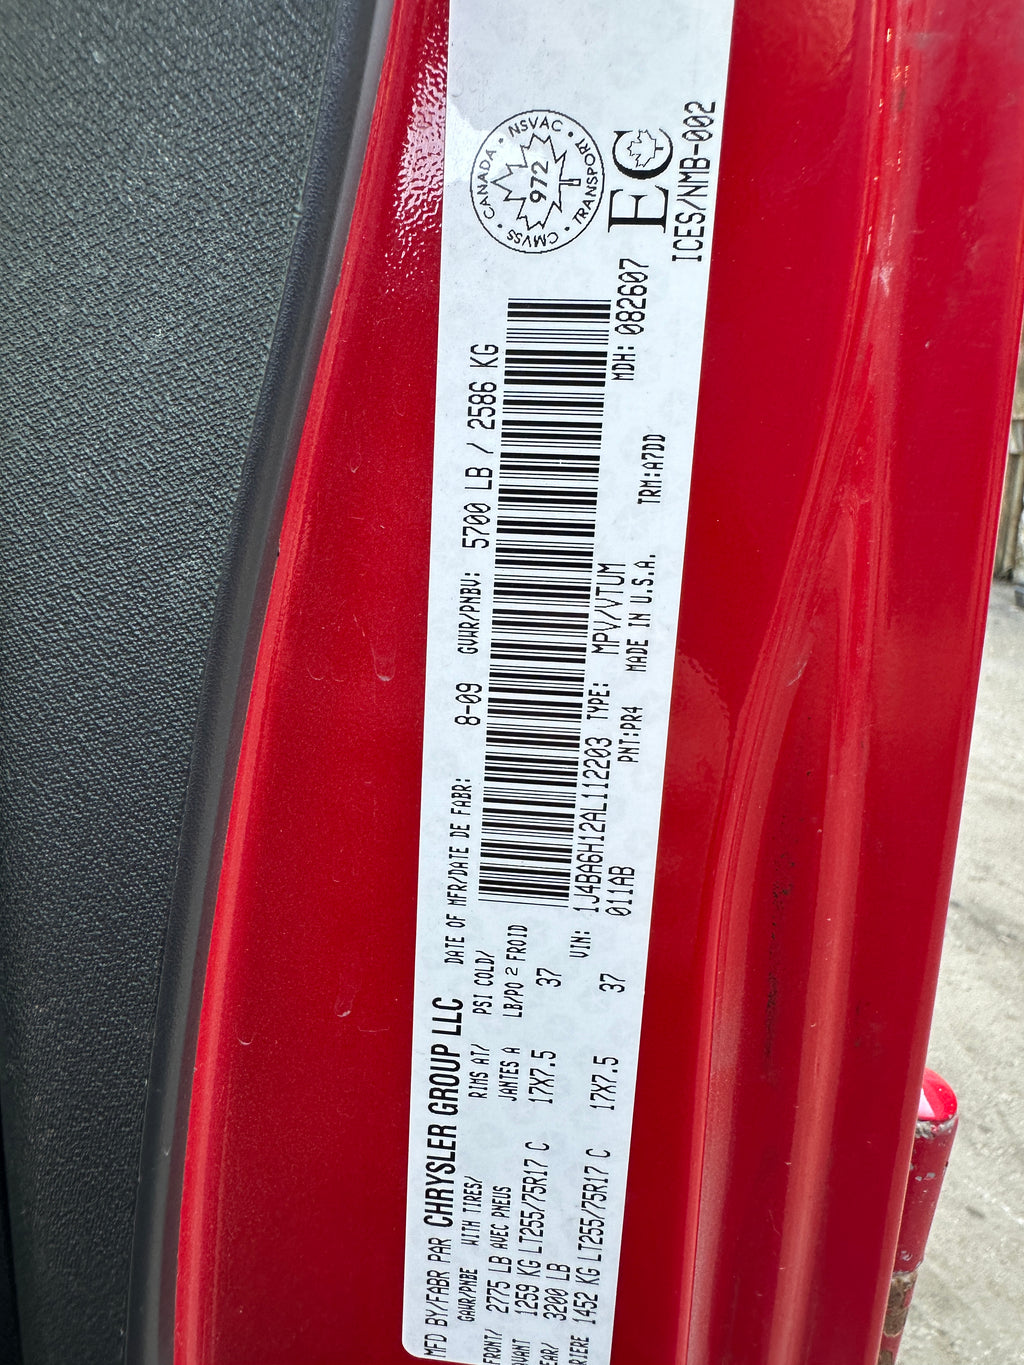 MFD BY/FABR PAR CHRYSLER GROUP LLC
DATE OF MFR/DATE DE FABR: 8-09 GVWR/PNBV: 5700 LB / 2586 KG
GAWR/PNBE WITH TIRES/ RIMS AT/ PSI COLD/
FRONT/ 2775 LB AVEC PNEUS JANTES A LB/PO 2 FROID
AVANT 1259 KG LT255/75R17 C 17X7.5 37
EAR/ 3200 LB
RIERE 1452 KG LT255/75R17 C 17X7.5 37
VIN: 1J4BA6H12AL112203 TYPE: MPV/VTUM MDH: 082607
011AB PNT:PR4 MADE IN U.S.A. TRM:A7DD
CANADA • NSVAC • TRANSPORT • CMVSS •
972
EC
ICES/NMB-002